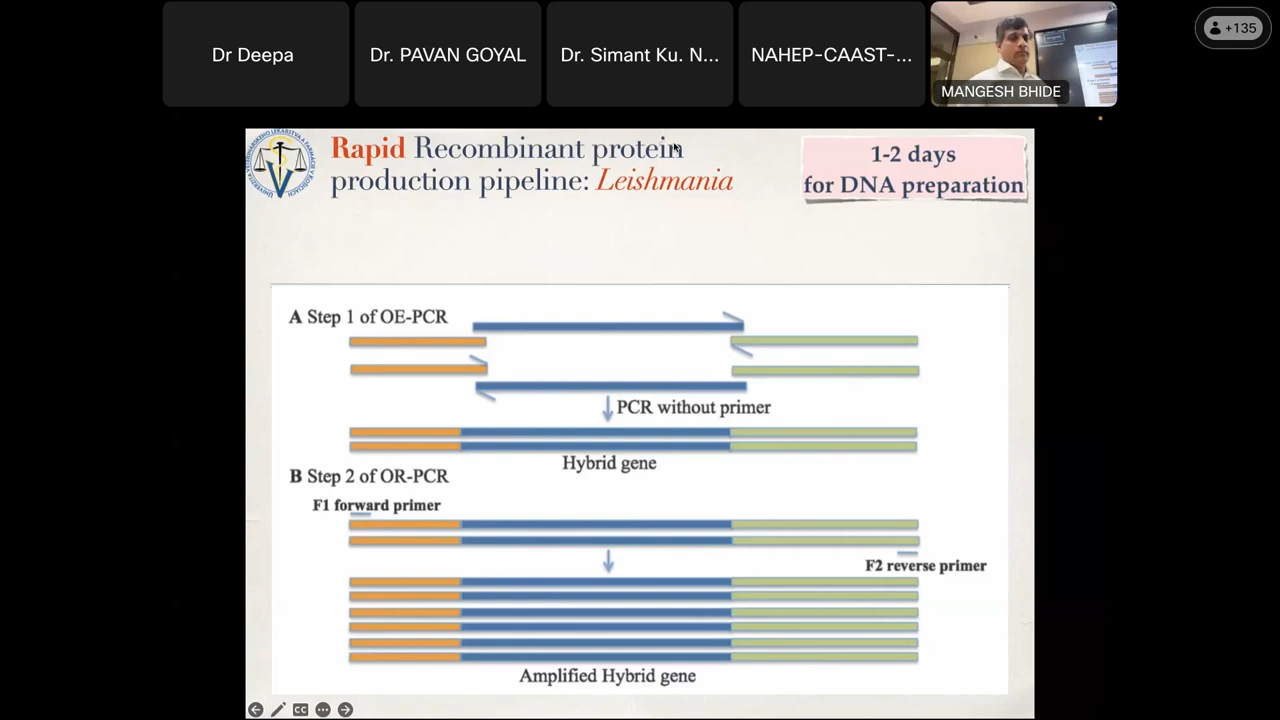 Dr Deepa
Dr. PAVAN GOYAL
Dr. Simant Ku. N...
NAHEP-CAAST-...
MANGESH BHIDE
+135
Rapid Recombinant protein
production pipeline: Leishmania
1-2 days
for DNA preparation
A Step 1 of OE-PCR
PCR without primer
Hybrid gene
B Step 2 of OR-PCR
F1 forward primer
F2 reverse primer
Amplified Hybrid gene
CC